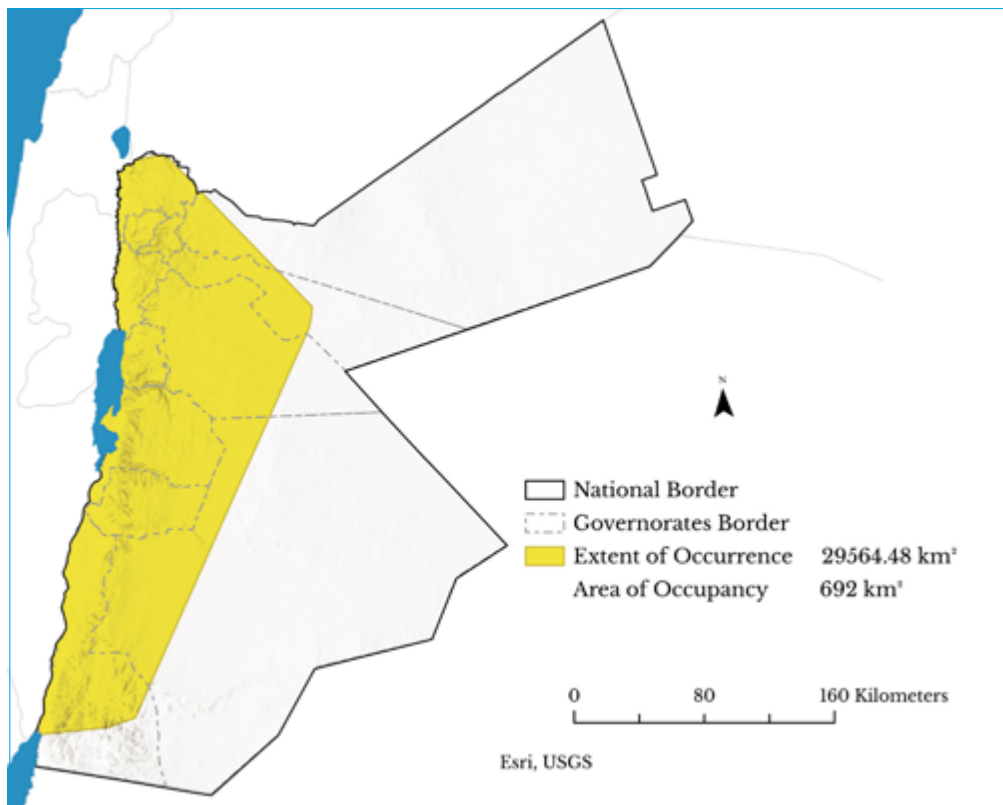 N
National Border
Governorates Border
Extent of Occurrence 29564.48 km²
Area of Occupancy 692 km²
0 80 160 Kilometers
Esri, USGS